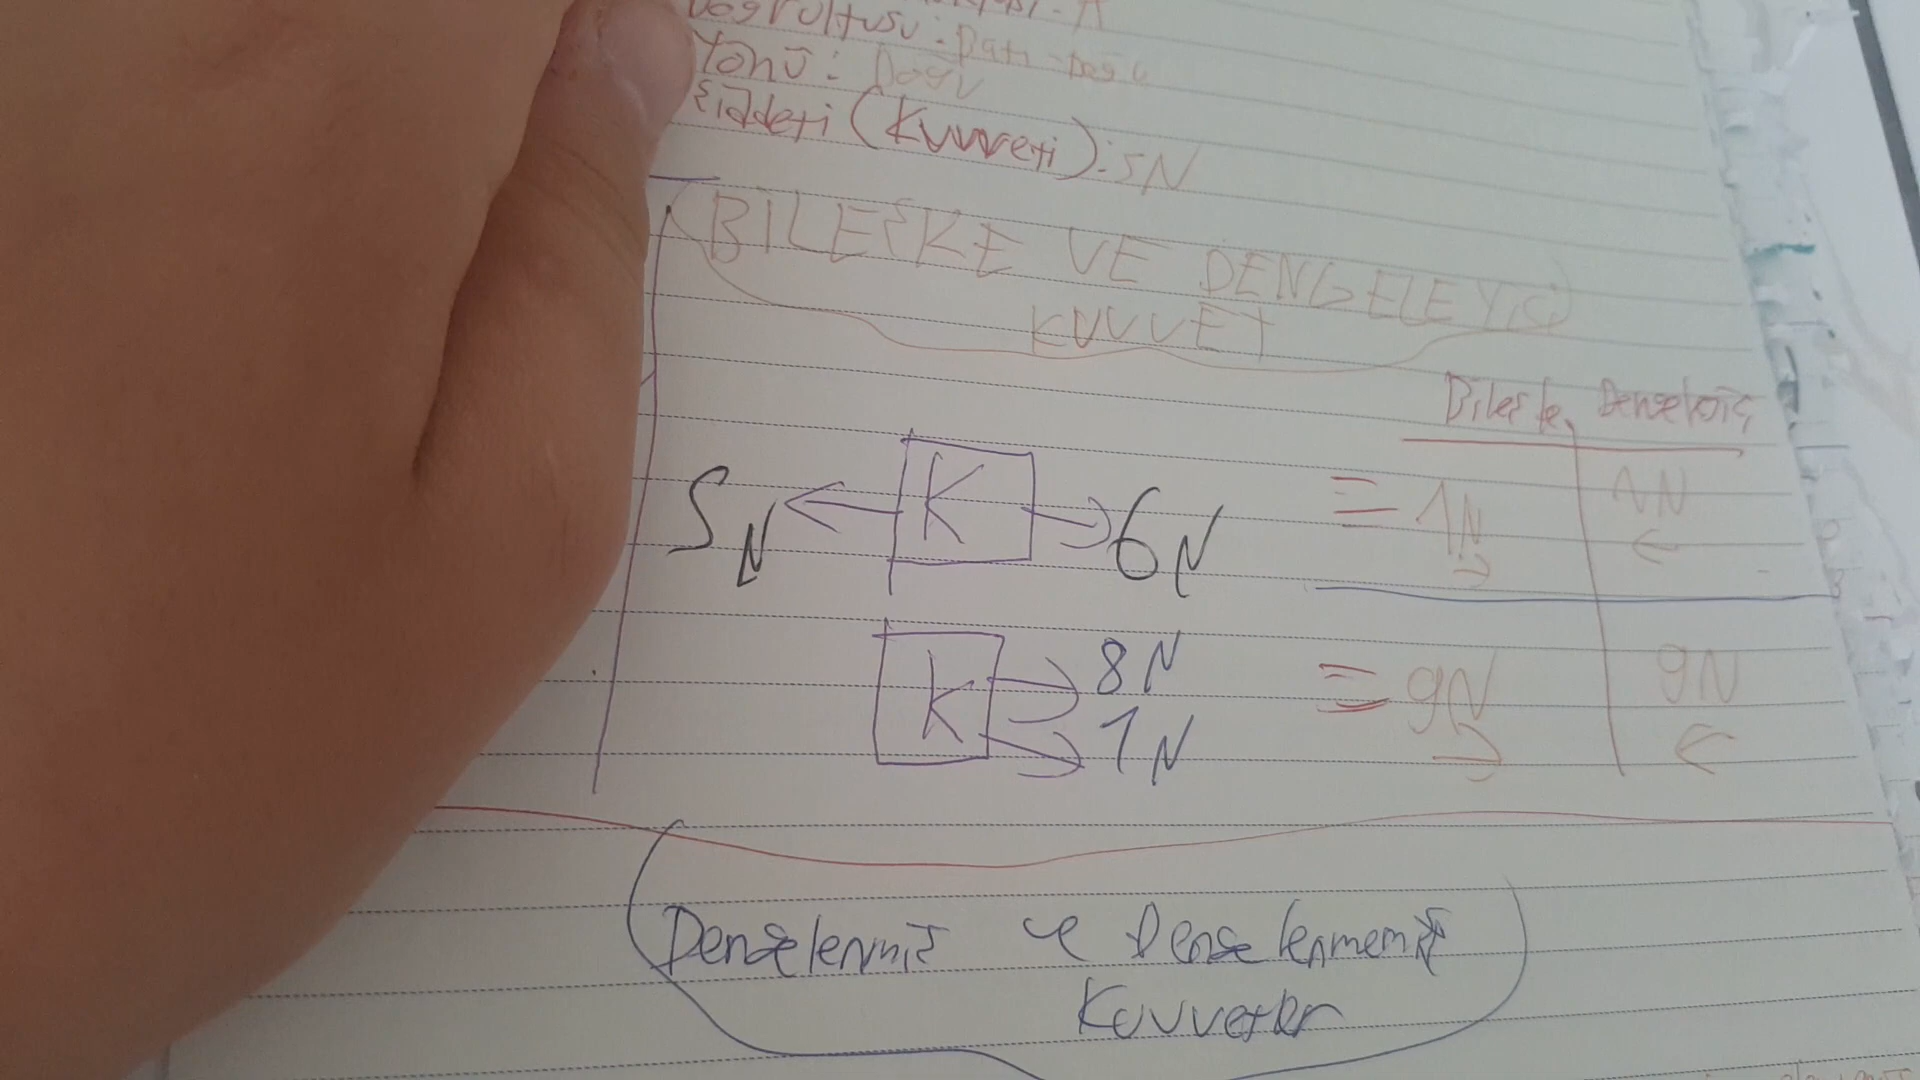 Doğrultusu: Batı-Doğu
Yönü: Doğu
Şiddeti (Kuvveti): 5N
BİLEŞKE VE DENGELEYİCİ
KUVVET
Bileşke Dengeleyici
5N ← K → 6N = 1N → 1N ←
K → 8N = 9N → 9N ←
→ 1N
Dengelenmiş ve Dengelenmemiş
Kuvvetler